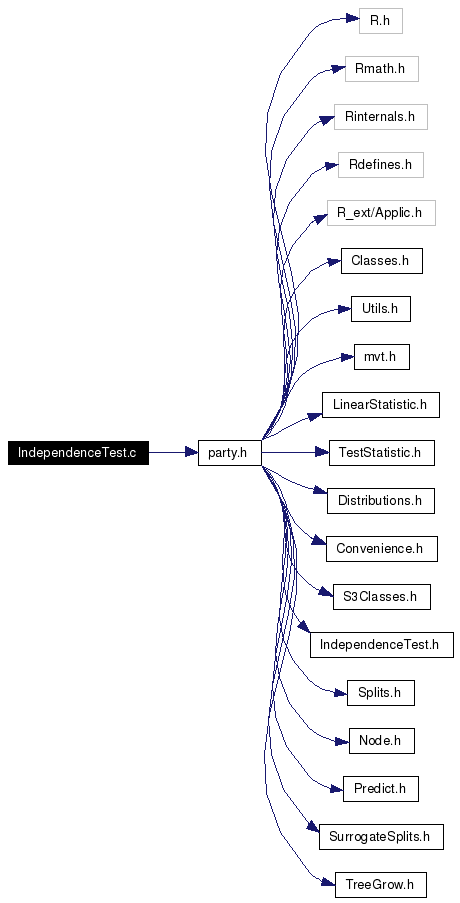 R.h
Rmath.h
Rinternals.h
Rdefines.h
R_ext/Applic.h
Classes.h
Utils.h
mvt.h
LinearStatistic.h
IndependenceTest.c
party.h
TestStatistic.h
Distributions.h
Convenience.h
S3Classes.h
IndependenceTest.h
Splits.h
Node.h
Predict.h
SurrogateSplits.h
TreeGrow.h